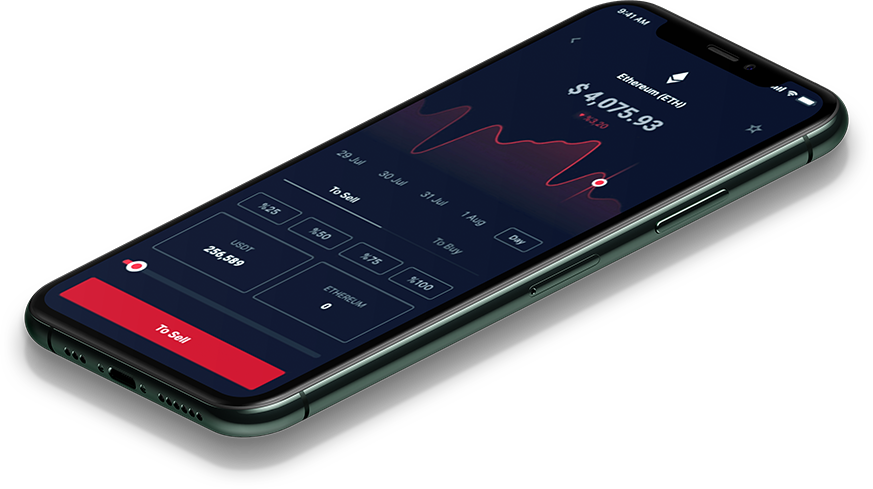 9:41 AM
Ethereum (ETH)
$ 4,075.93
%3,20
29 Jul
30 Jul
31 Jul
1 Aug
Day
To Sell
To Buy
%25
%50
%75
%100
USDT
256,589
ETHEREUM
0
To Sell